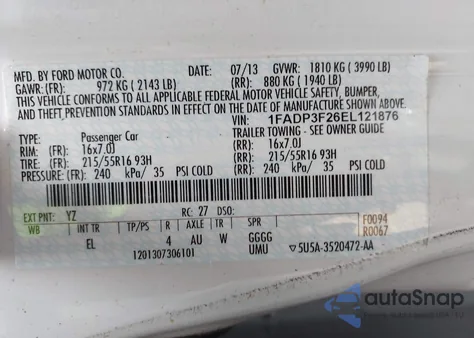 MFD. BY FORD MOTOR CO. DATE: 07/13 GVWR: 1810 KG (3990 LB)
GAWR: (FR) 972 KG (2143 LB) (RR) 880 KG (1940 LB)
THIS VEHICLE CONFORMS TO ALL APPLICABLE FEDERAL MOTOR VEHICLE SAFETY, BUMPER,
AND THEFT PREVENTION STANDARDS IN EFFECT ON THE DATE OF MANUFACTURE SHOWN ABOVE.
VIN: 1FADP3F26EL121876
TYPE: Passenger Car TRAILER TOWING -- SEE OWNER GUIDE
RIM: (FR) 16x7.0J (RR) 16x7.0J
TIRE: (FR) 215/55R16 93H (RR) 215/55R16 93H
PRESSURE: (FR) 240 kPa/ 35 PSI COLD (RR) 240 kPa/ 35 PSI COLD
EXT PNT: YZ RC: 27 DSO: F0094
WB INT TR TP/PS R AXLE TR SPR R0067
EL 4 AU W GGGG
1201307306101 UMU 5U5A-3520472-AA
autoSnap